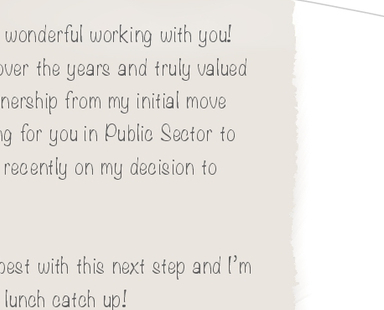 wonderful working with you!
over the years and truly valued
nership from my initial move
ng for you in Public Sector to
recently on my decision to
best with this next step and I'm
lunch catch up!